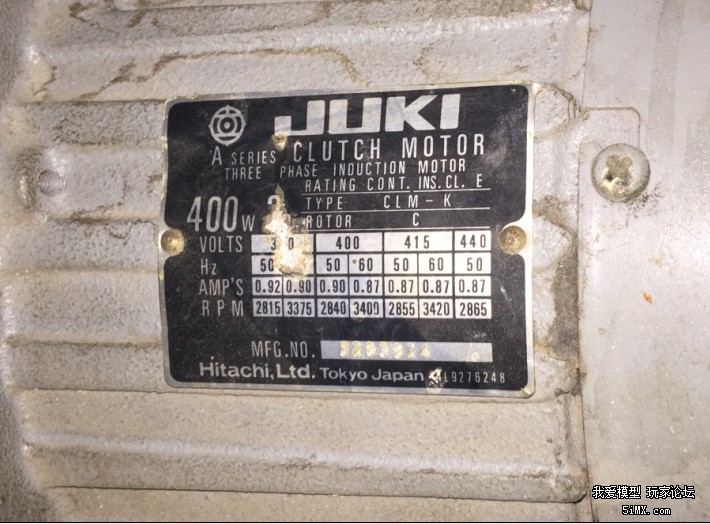 JUKI
A SERIES CLUTCH MOTOR
THREE PHASE INDUCTION MOTOR
RATING CONT. INS. CL. E
TYPE CLM-K
400W
ROTOR C
VOLTS 400 415 440
Hz 50 50 60 50 60 50
AMP'S 0.92 0.90 0.90 0.87 0.87 0.87 0.87
RPM 2815 3375 2840 3400 2855 3420 2865
MFG.NO.
Hitachi, Ltd. Tokyo Japan
我爱模型 玩家论坛
5iMX.com